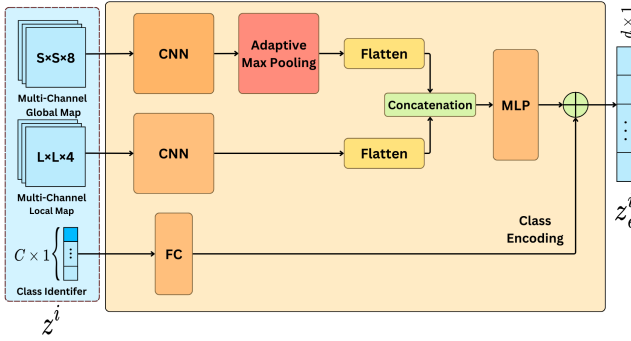 S×S×8
Multi-Channel
Global Map
CNN
Adaptive
Max Pooling
Flatten
Concatenation
MLP
d × 1
L×L×4
Multi-Channel
Local Map
CNN
Flatten
C × 1
Class Identifer
FC
Class
Encoding
z^i